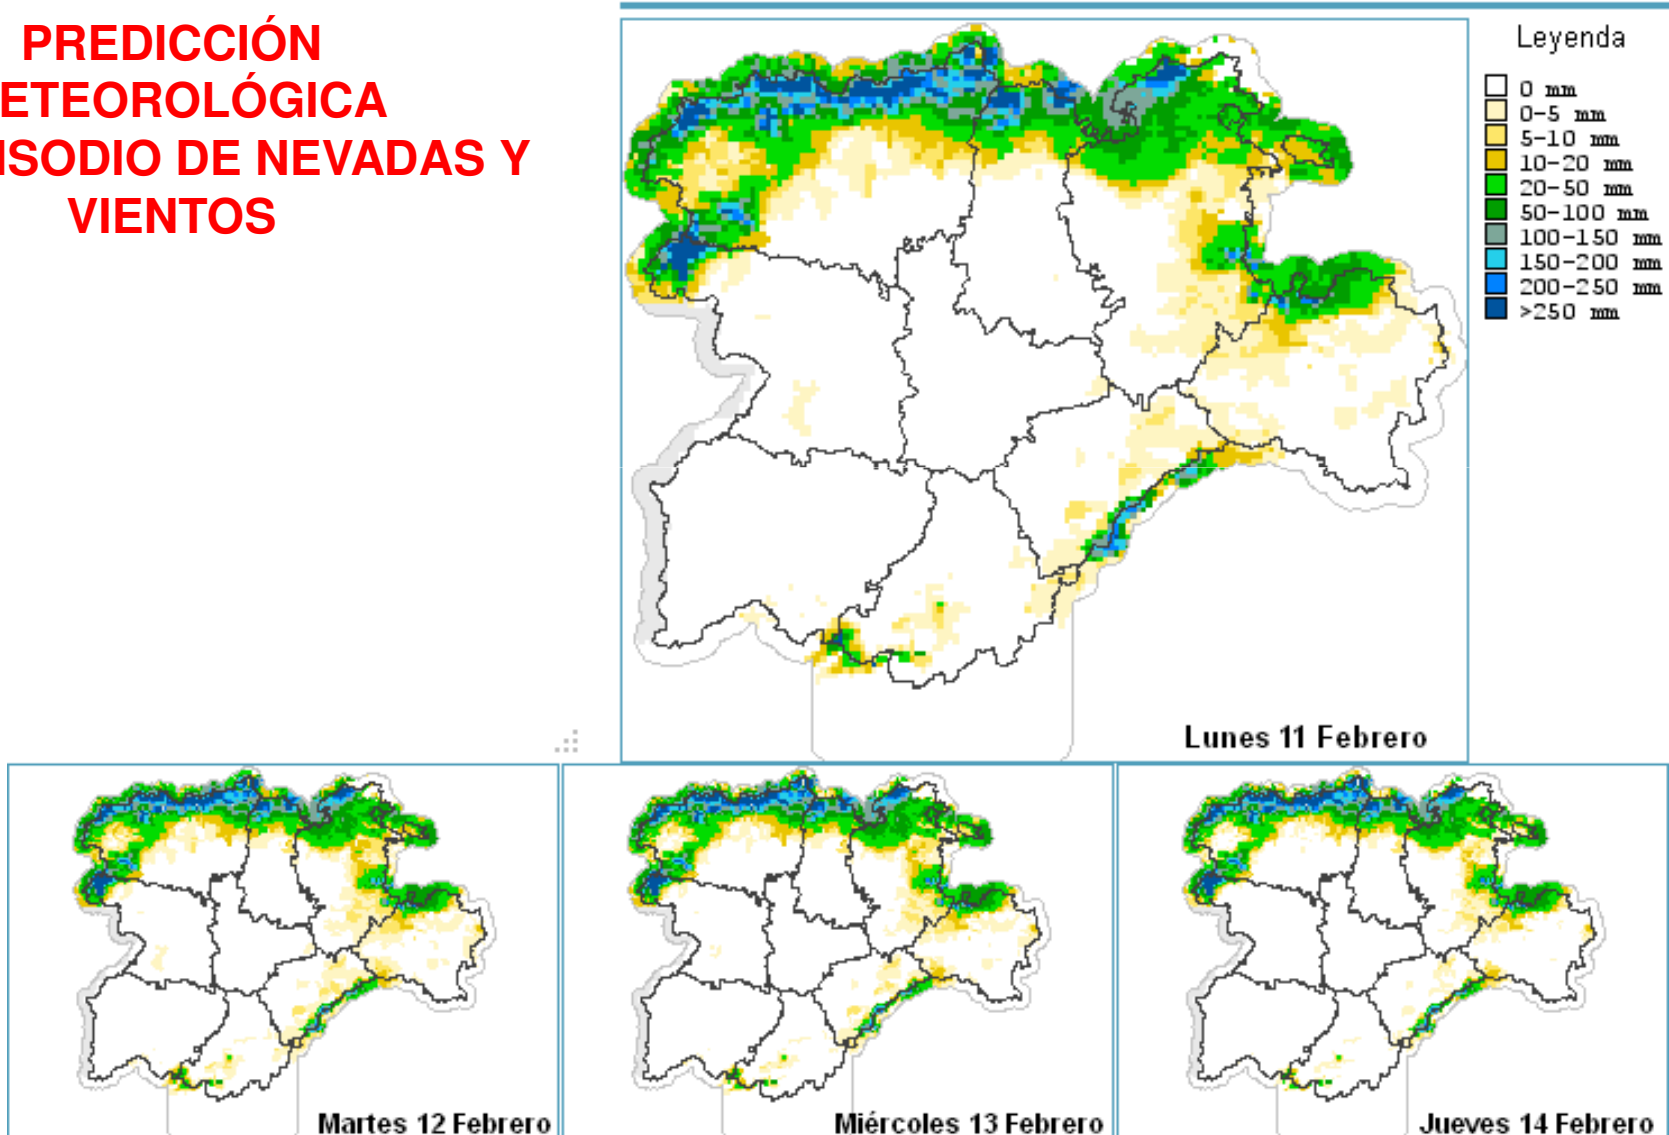 PREDICCIÓN
ETEOROLÓGICA
ISODIO DE NEVADAS Y
VIENTOS
Leyenda
0 mm
0-5 mm
5-10 mm
10-20 mm
20-50 mm
50-100 mm
100-150 mm
150-200 mm
200-250 mm
>250 mm
Lunes 11 Febrero
Martes 12 Febrero
Miércoles 13 Febrero
Jueves 14 Febrero